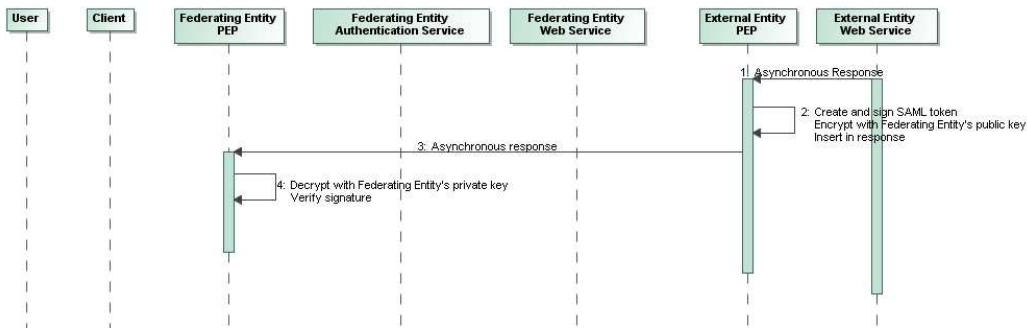 User
Client
Federating Entity
PEP
Federating Entity
Authentication Service
Federating Entity
Web Service
External Entity
PEP
External Entity
Web Service
1: Asynchronous Response
2: Create and sign SAML token
Encrypt with Federating Entity's public key
Insert in response
3: Asynchronous response
4: Decrypt with Federating Entity's private key
Verify signature